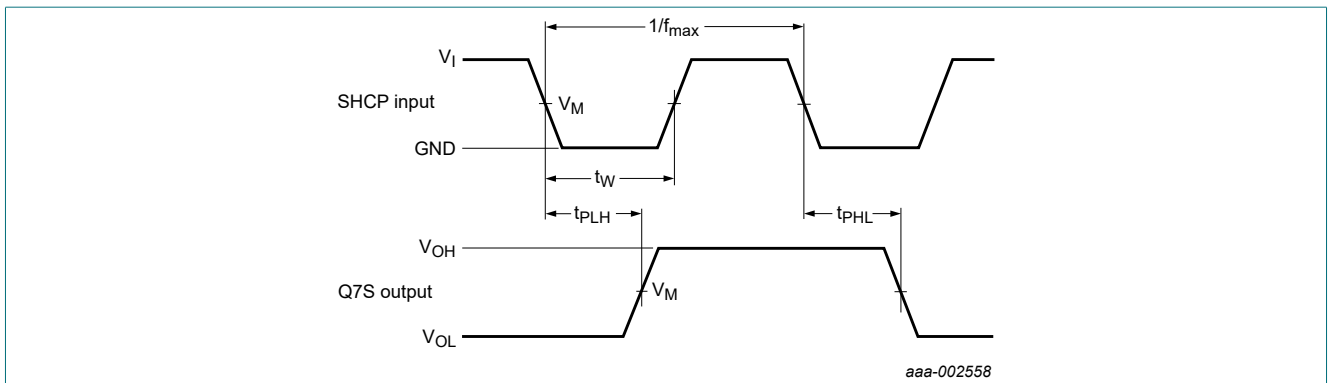 1/fmax
VI
SHCP input
VM
GND
tW
tPLH
tPHL
VOH
Q7S output
VM
VOL
aaa-002558